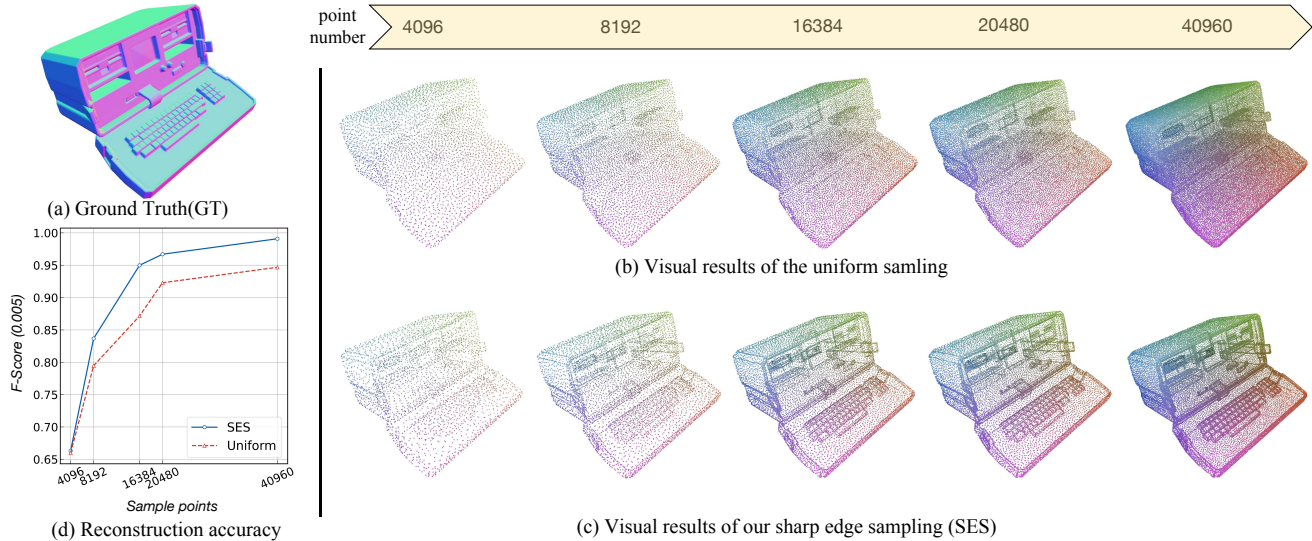 point
number
4096 8192 16384 20480 40960
(a) Ground Truth(GT)
(b) Visual results of the uniform samling
F-Score (0.005)
1.00
0.95
0.90
0.85
0.80
0.75
0.70
0.65
SES
Uniform
4096 8192 16384 20480 40960
Sample points
(d) Reconstruction accuracy
(c) Visual results of our sharp edge sampling (SES)